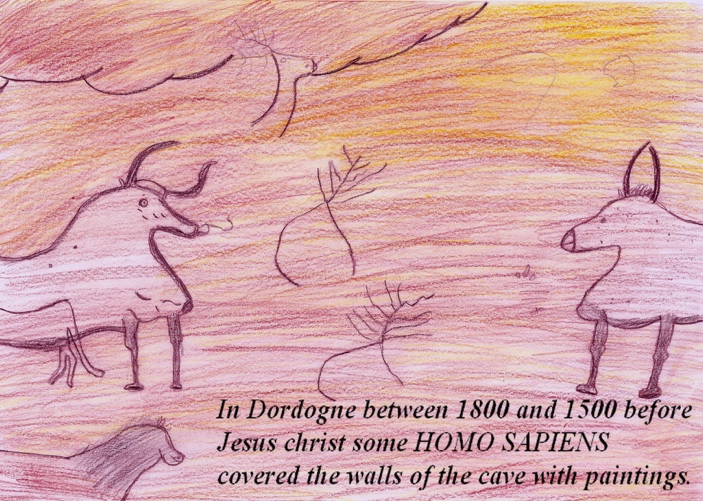 In Dordogne between 1800 and 1500 before
Jesus christ some HOMO SAPIENS
covered the walls of the cave with paintings.